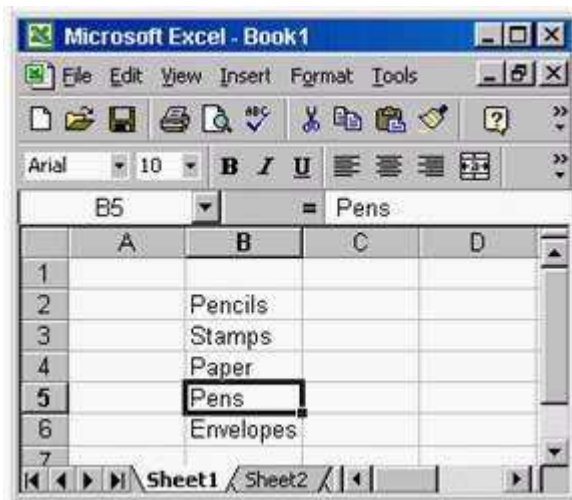 Microsoft Excel - Book1
File Edit View Insert Format Tools
ABC ?
Arial 10 B I U
B5 = Pens
A B C D
1
2 Pencils
3 Stamps
4 Paper
5 Pens
6 Envelopes
7
Sheet1 Sheet2